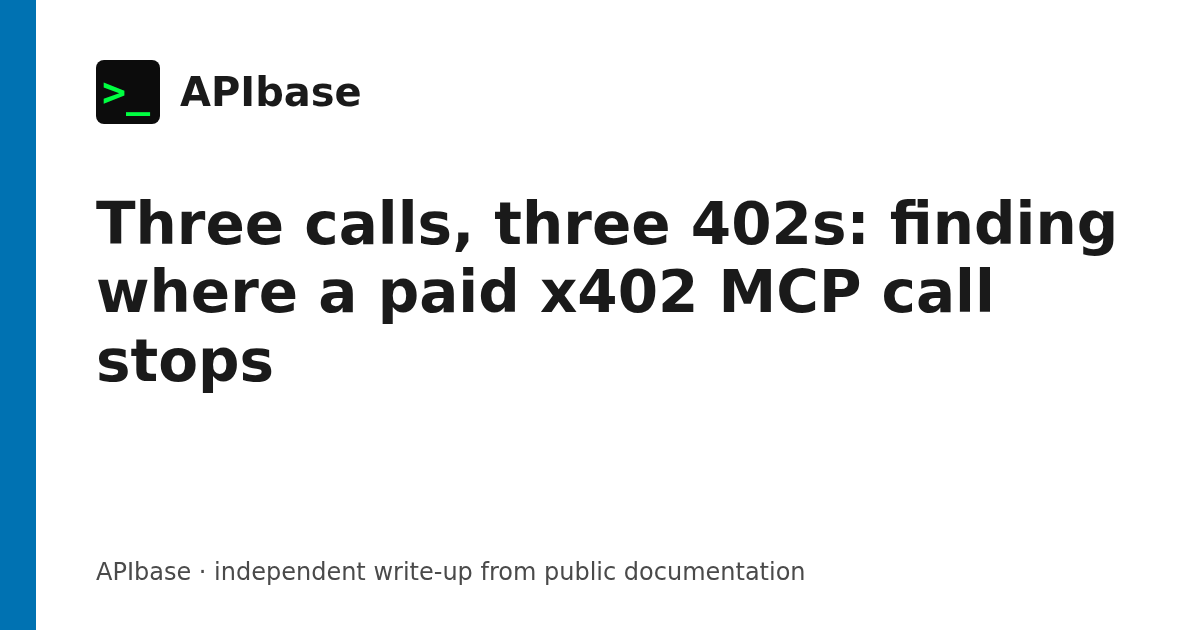 >_ APIbase
Three calls, three 402s: finding
where a paid x402 MCP call
stops
APIbase · independent write-up from public documentation